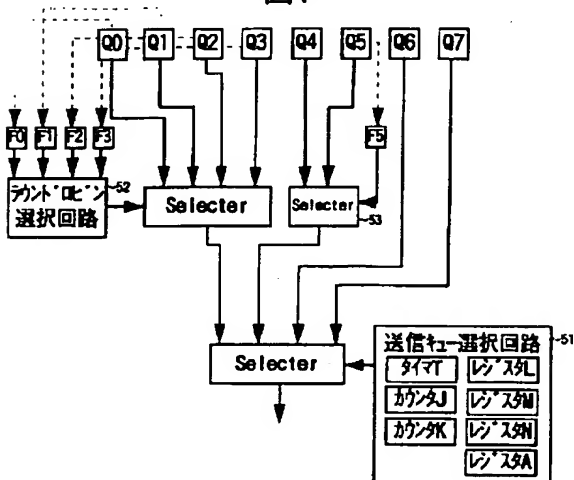 Q0 Q1 Q2 Q3 Q4 Q5 Q6 Q7
F0 F1 F2 F3 F5
ラウンドロビン 52
選択回路
Selecter
Selecter
53
送信キュー選択回路 51
Selecter
タイマT レジスタL
カウンタJ レジスタM
カウンタK レジスタN
レジスタA